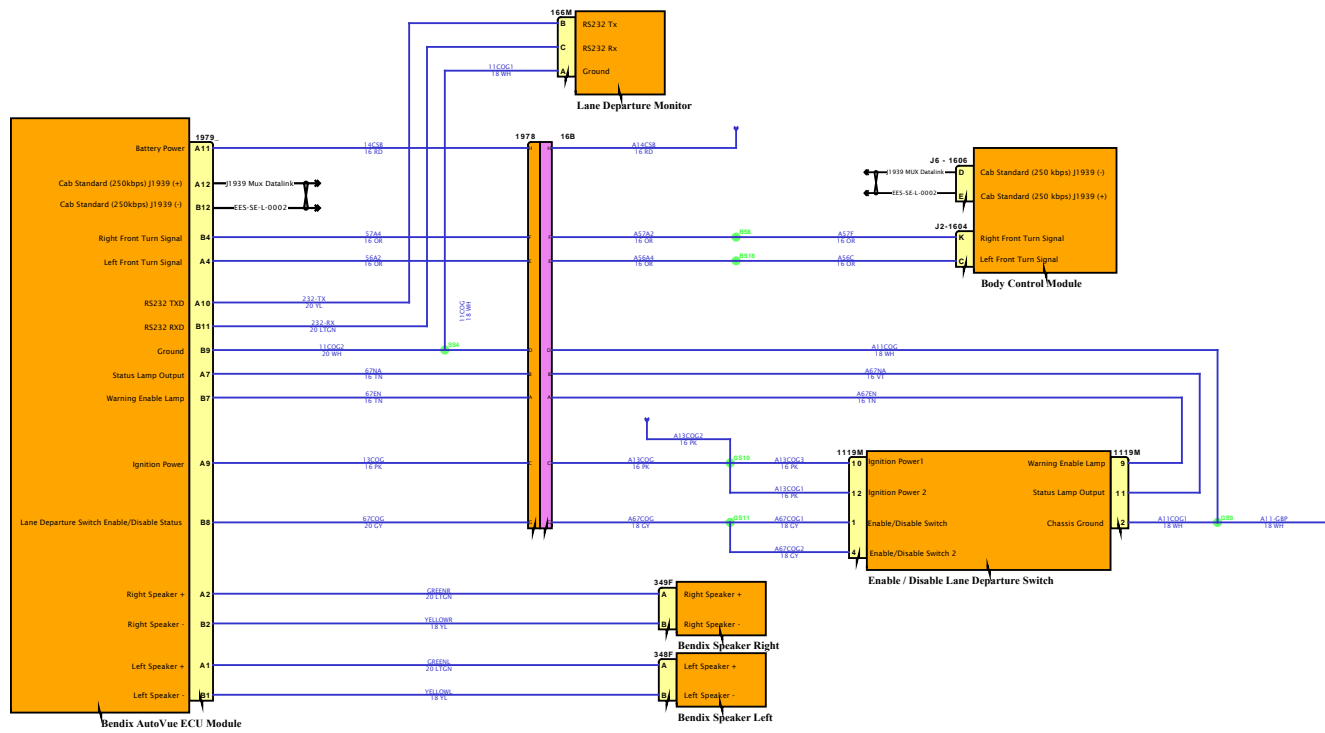 166M
B RS232 Tx
C RS232 Rx
A Ground
11COG1
18 WH
Lane Departure Monitor
1979_
1978
16B
Battery Power A11
14CSB
16 RD
A14CSB
16 RD
Cab Standard (250kbps) J1939 (+) A12 J1939 Mux Datalink
Cab Standard (250kbps) J1939 (-) B12 EES-SE-L-0002
J6 - 1606
J1939 MUX Datalink D Cab Standard (250 kbps) J1939 (-)
EES-SE-L-0002 E Cab Standard (250 kbps) J1939 (+)
J2-1604
Right Front Turn Signal B4
57A4
16 OR
A57A2
16 OR
A57F
16 OR
K Right Front Turn Signal
Left Front Turn Signal A4
56A2
16 OR
A56A4
16 OR
A56C
16 OR
C Left Front Turn Signal
Body Control Module
RS232 TXD A10
232-TX
20 YL
11COG
18 WH
RS232 RXD B11
232-RX
20 LTGN
Ground B9
11COG2
20 WH
A11COG
18 WH
Status Lamp Output A7
67NA
16 TN
A67NA
16 VT
Warning Enable Lamp B7
67EN
16 TN
A67EN
16 TN
A13COG2
16 PK
1119M
1119M
Ignition Power A9
13COG
16 PK
A13COG
16 PK
GS10
A13COG3
16 PK
10 Ignition Power1
Warning Enable Lamp 9
A13COG1
16 PK
12 Ignition Power 2
Status Lamp Output 11
Lane Departure Switch Enable/Disable Status B8
67COG
20 GY
A67COG
18 GY
GS11
A67COG1
18 GY
1 Enable/Disable Switch
Chassis Ground 2
A11COG1
18 WH
A11-GBP
18 WH
A67COG2
18 GY
4 Enable/Disable Switch 2
Enable / Disable Lane Departure Switch
349F
Right Speaker + A2
GREENR
20 LTGN
A Right Speaker +
Right Speaker - B2
YELLOWR
18 YL
B Right Speaker -
Bendix Speaker Right
348F
Left Speaker + A1
GREENL
20 LTGN
A Left Speaker +
Left Speaker - B1
YELLOWL
18 YL
B Left Speaker -
Bendix Speaker Left
Bendix AutoVue ECU Module